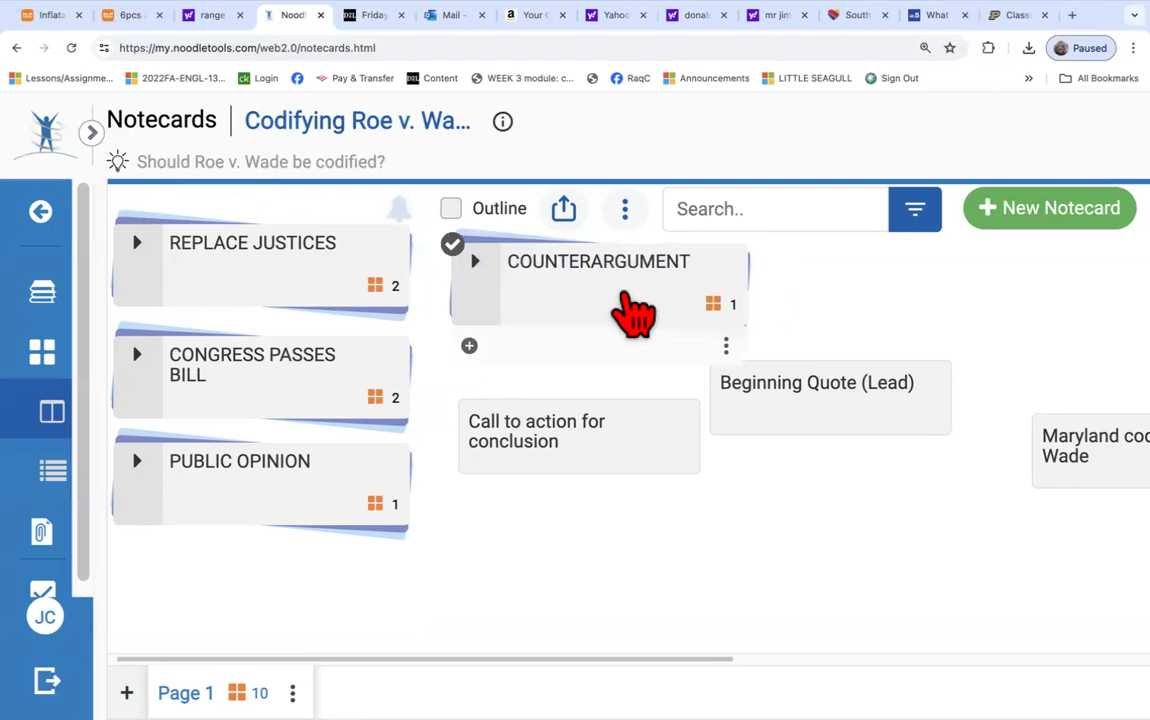 Inflat
6pcs
range
Noodl
Friday
Mail -
Your C
Yahoo
donal
mr jim
South
What
Classi
https://my.noodletools.com/web2.0/notecards.html
Paused
Lessons/Assignme...
2022FA-ENGL-13...
Login
Pay & Transfer
Content
WEEK 3 module: c...
RaqC
Announcements
LITTLE SEAGULL
Sign Out
All Bookmarks
Notecards
Codifying Roe v. Wa...
Should Roe v. Wade be codified?
Outline
Search..
New Notecard
REPLACE JUSTICES
2
CONGRESS PASSES
BILL
2
PUBLIC OPINION
1
COUNTERARGUMENT
1
Beginning Quote (Lead)
Call to action for
conclusion
Maryland coc
Wade
JC
Page 1
10